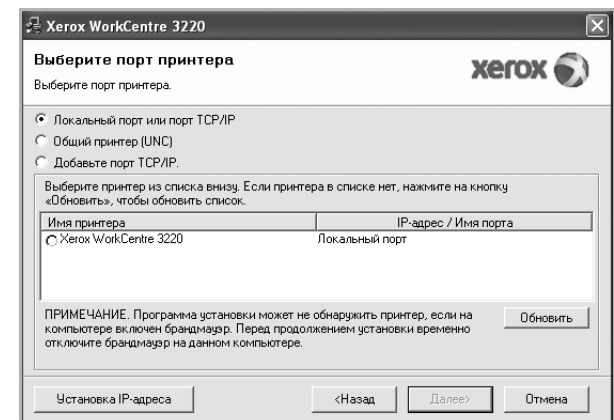 Xerox WorkCentre 3220
Выберите порт принтера
Выберите порт принтера.
xerox
Локальный порт или порт TCP/IP
Общий принтер (UNC)
Добавьте порт TCP/IP.
Выберите принтер из списка внизу. Если принтера в списке нет, нажмите на кнопку
«Обновить», чтобы обновить список.
Имя принтера IP-адрес / Имя порта
Xerox WorkCentre 3220 Локальный порт
ПРИМЕЧАНИЕ. Программа установки может не обнаружить принтер, если на
компьютере включен брандмауэр. Перед продолжением установки временно
отключите брандмауэр на данном компьютере.
Обновить
Установка IP-адреса <Назад Далее> Отмена